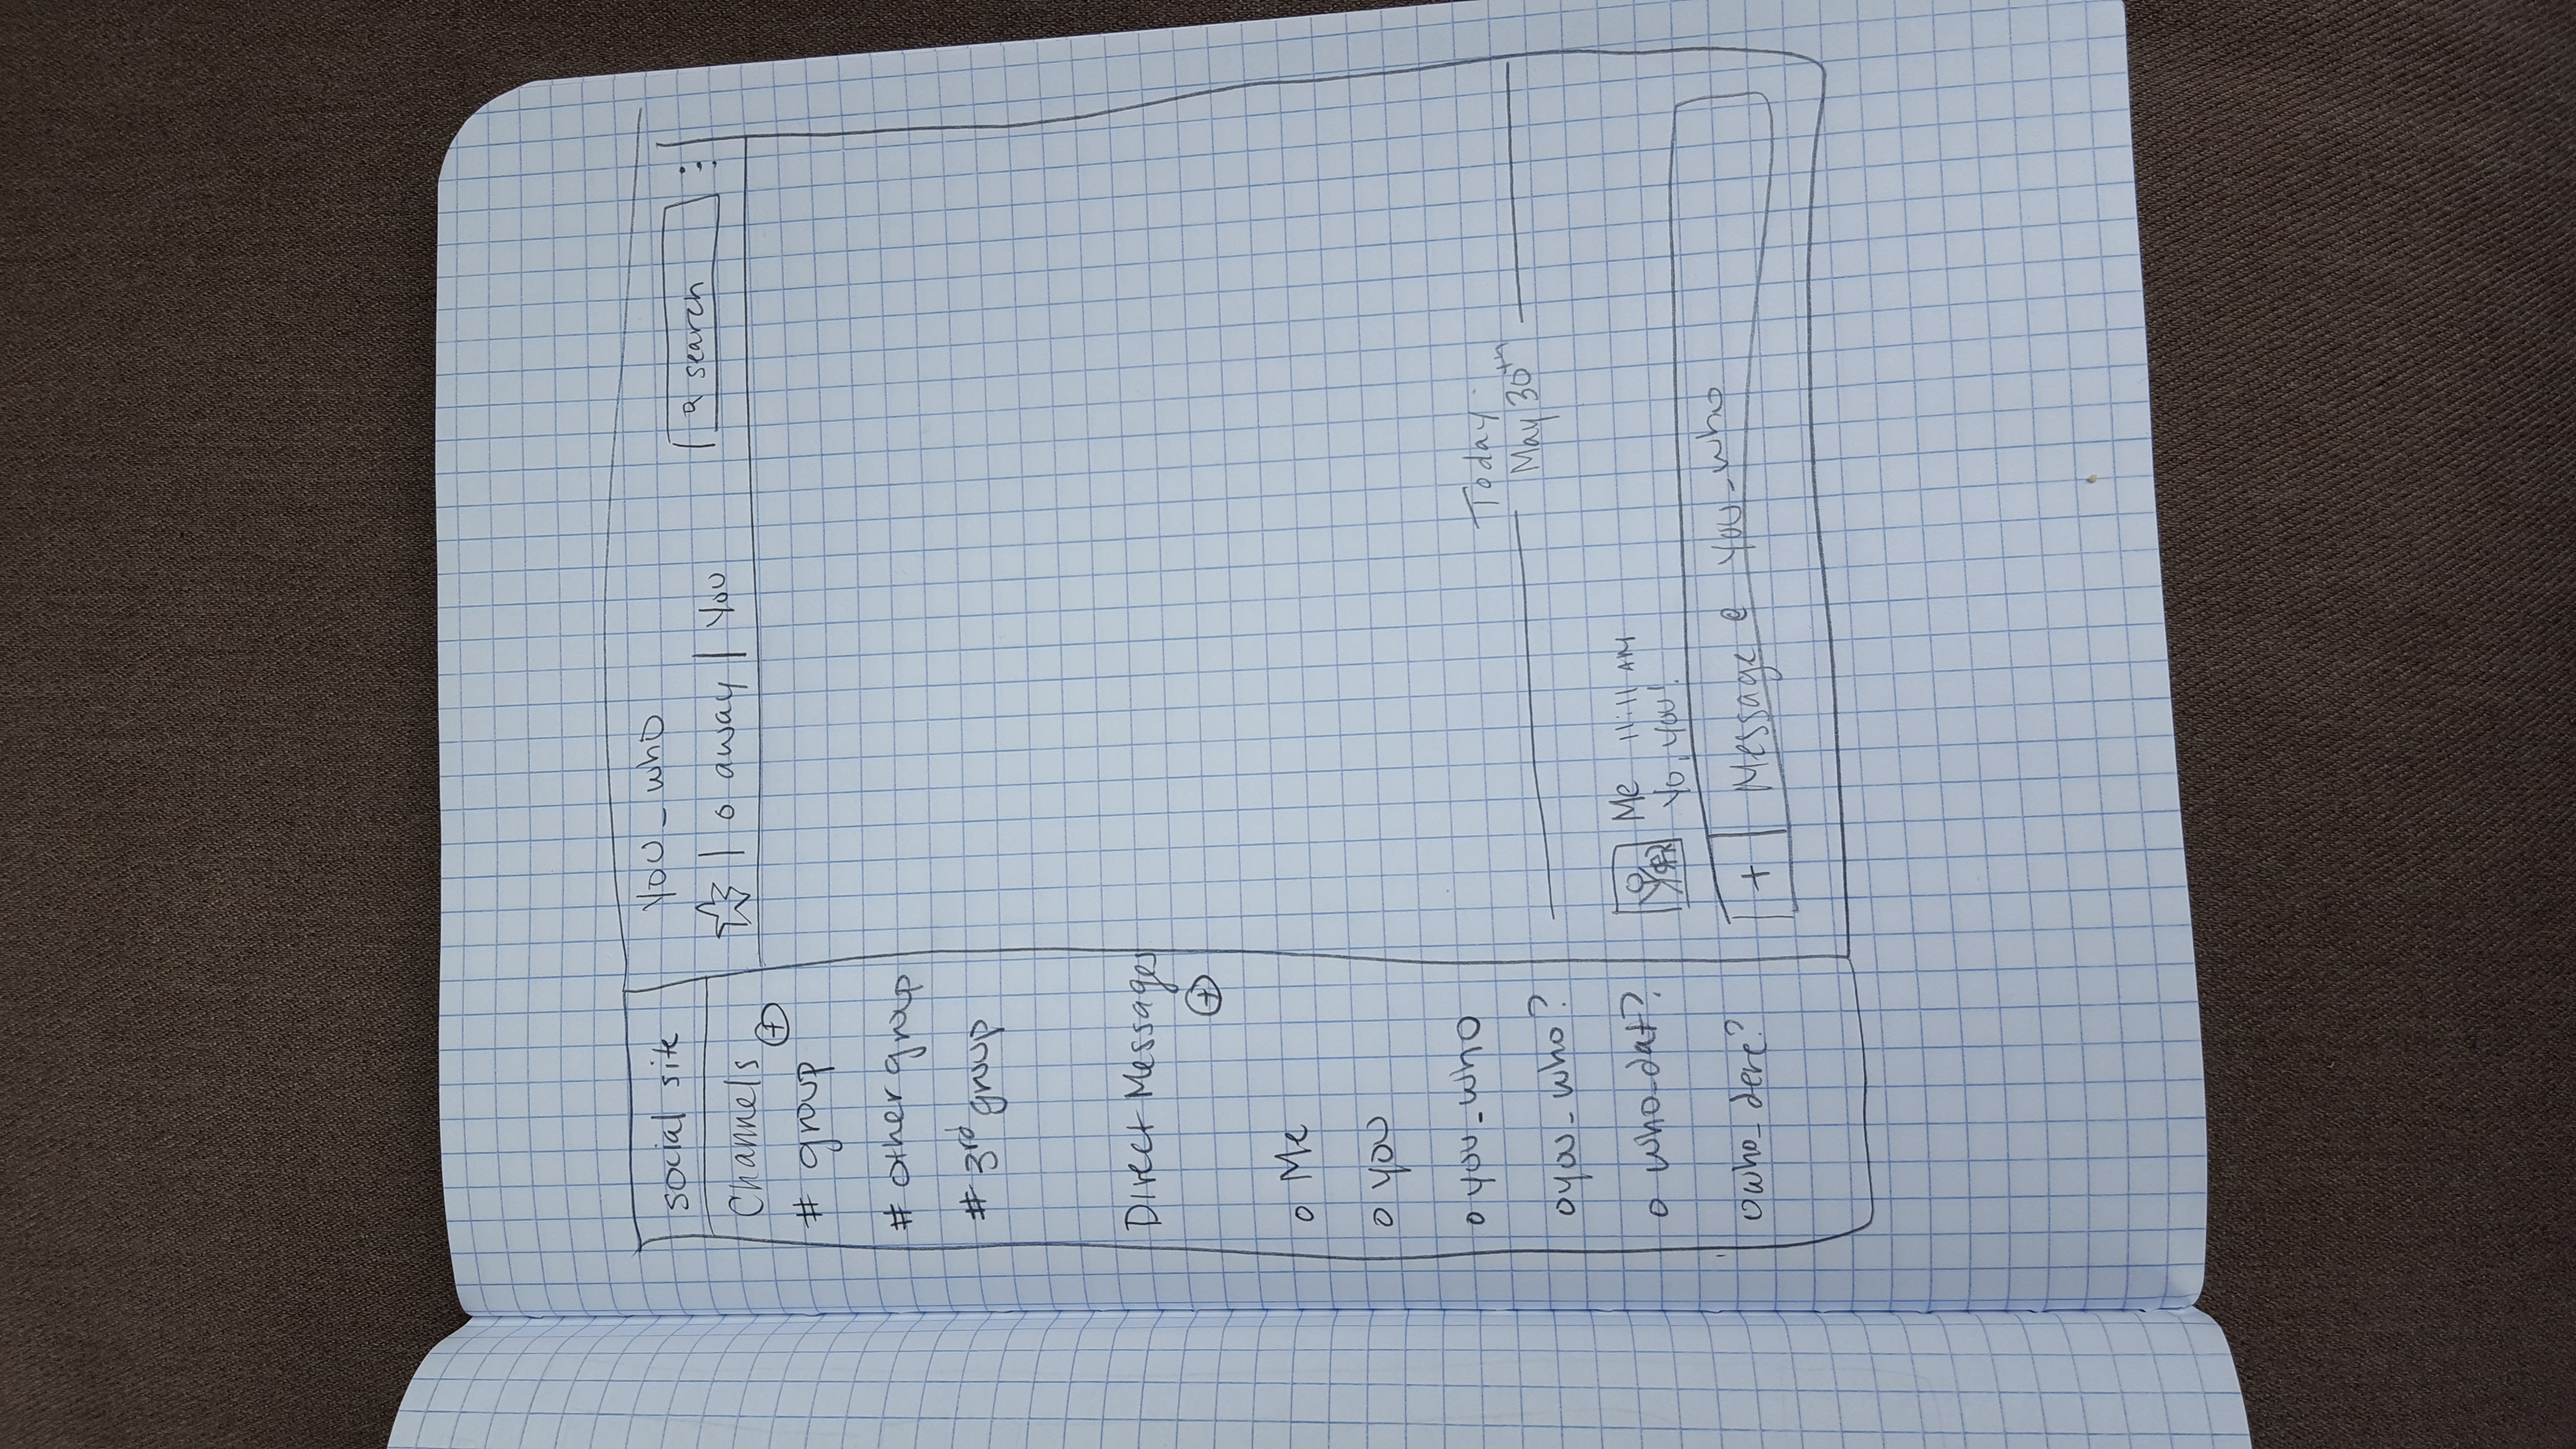 social site
Channels
+
# group
# other group
# 3rd group
Direct Messages
+
o Me
o you
o you_who
o you_who?
o who_dat?
o who_dere?
you_who
| o away | you
search
Today
May 30th
Me 11:11 AM
Yo, you!
+ Message @ you_who